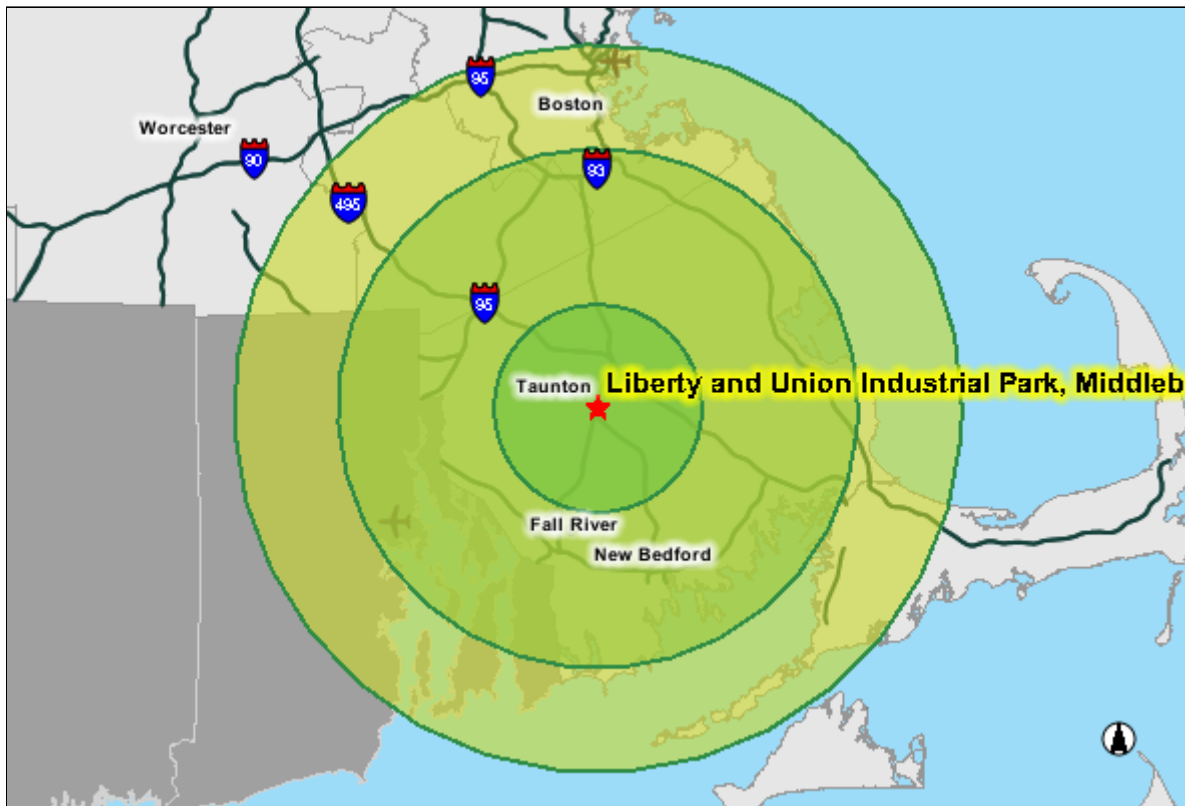 95
Boston
Worcester
90
93
495
95
Taunton
Liberty and Union Industrial Park, Middleb
Fall River
New Bedford